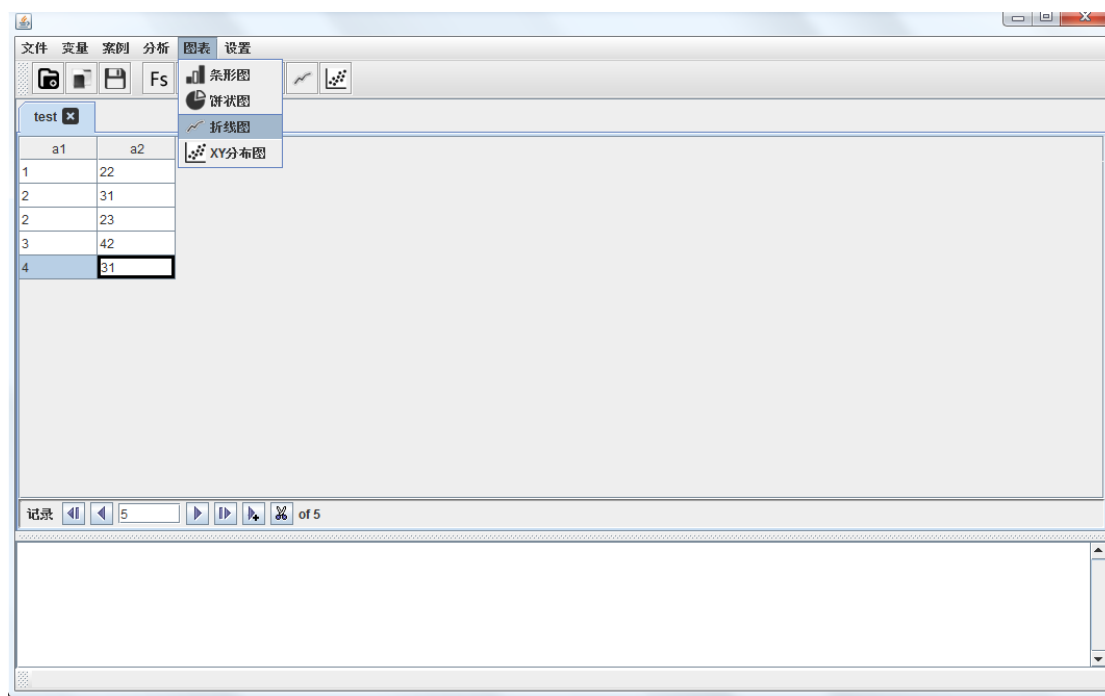 文件 变量 案例 分析 图表 设置
Fs
条形图
饼状图
折线图
XY分布图
test
a1 a2
1 22
2 31
2 23
3 42
4 31
记录 5 of 5